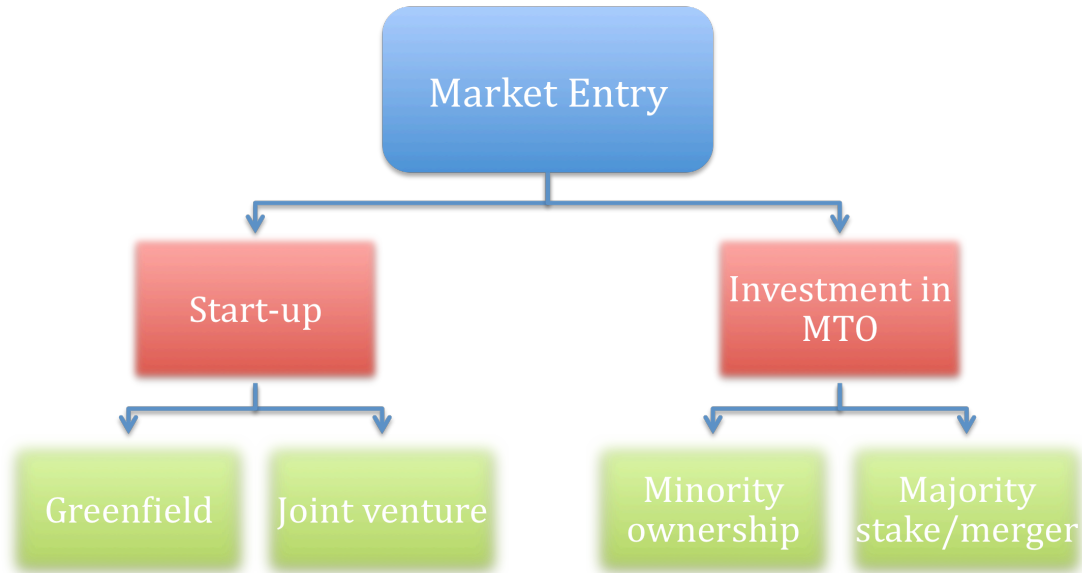 Market Entry
Start-up
Investment in
MTO
Greenfield
Joint venture
Minority
ownership
Majority
stake/merger